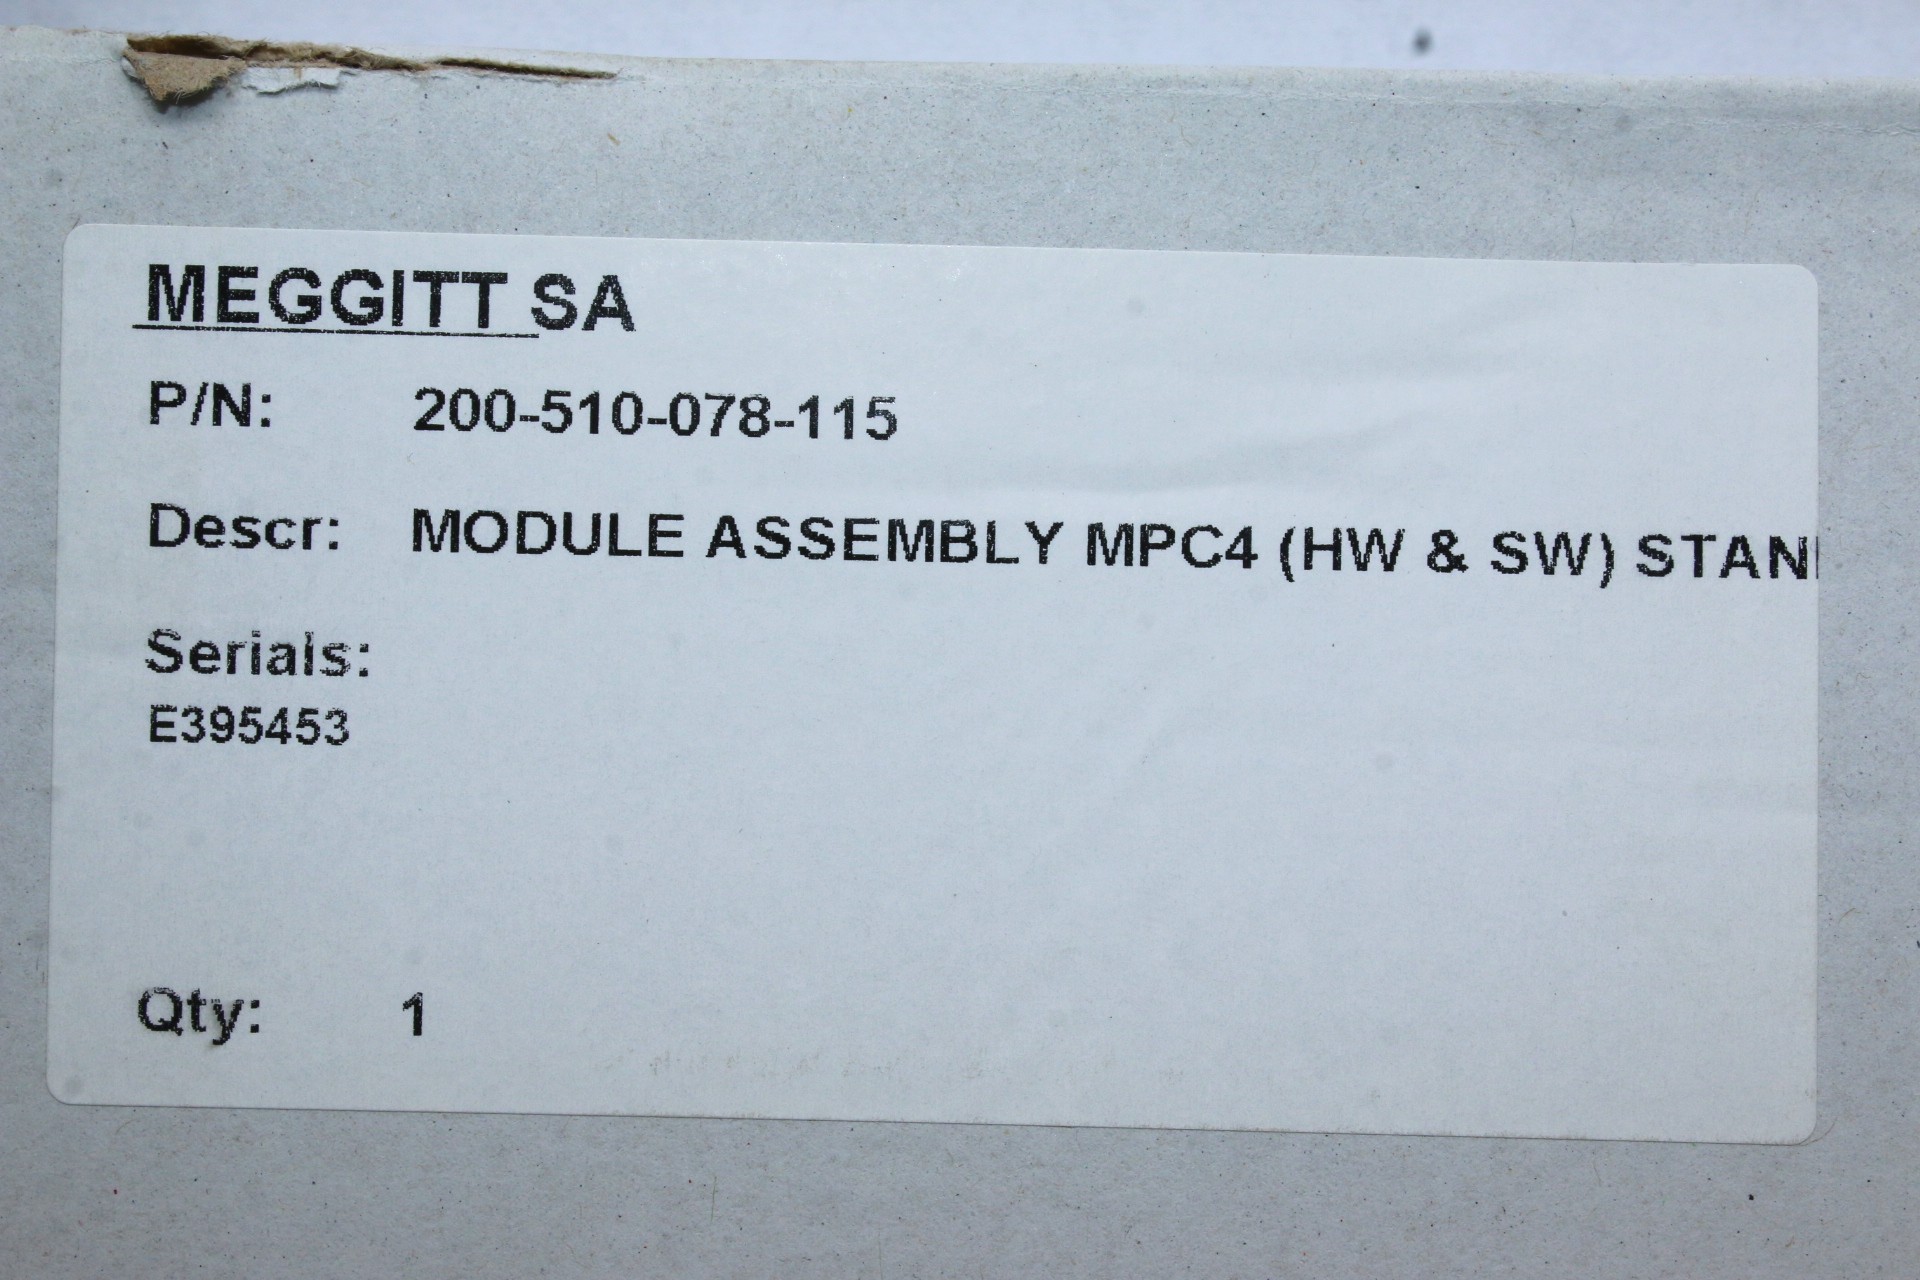 MEGGITT SA
P/N: 200-510-078-115
Descr: MODULE ASSEMBLY MPC4 (HW & SW) STAN
Serials:
E395453
Qty: 1